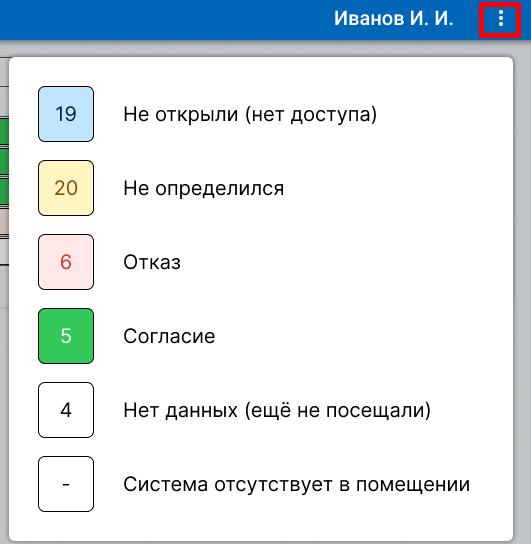 Иванов И. И.
19 Не открыли (нет доступа)
20 Не определился
6 Отказ
5 Согласие
4 Нет данных (ещё не посещали)
- Система отсутствует в помещении